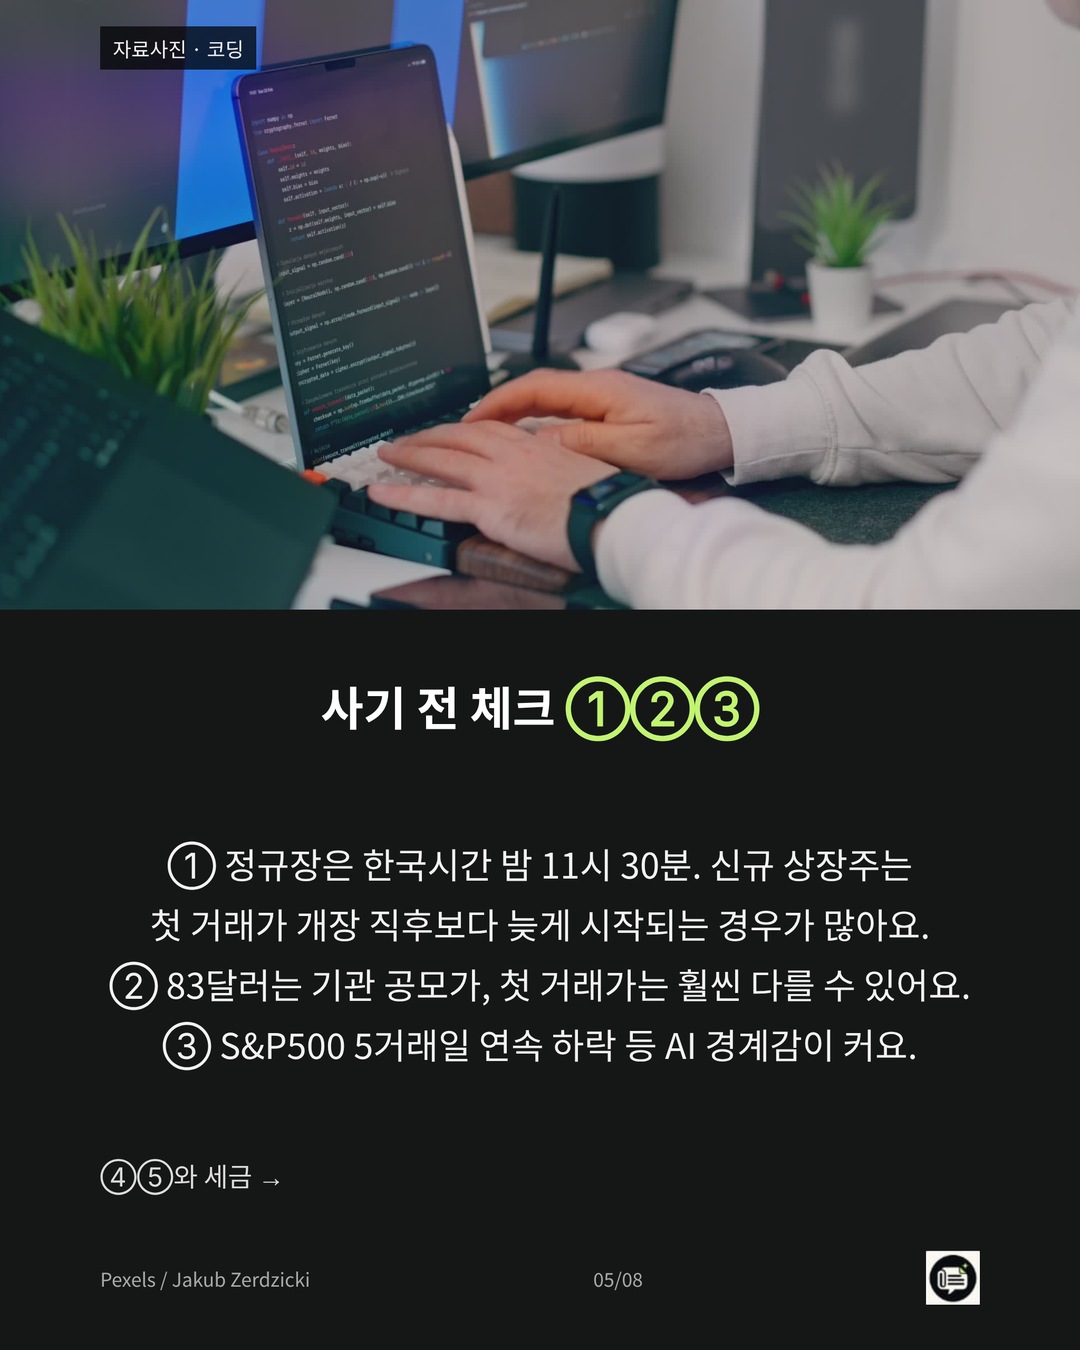 자료사진 · 코딩
사기 전 체크 ①②③
① 정규장은 한국시간 밤 11시 30분. 신규 상장주는
첫 거래가 개장 직후보다 늦게 시작되는 경우가 많아요.
② 83달러는 기관 공모가, 첫 거래가는 훨씬 다를 수 있어요.
③ S&P500 5거래일 연속 하락 등 AI 경계감이 커요.
④⑤와 세금 →
Pexels / Jakub Zerdzicki
05/08